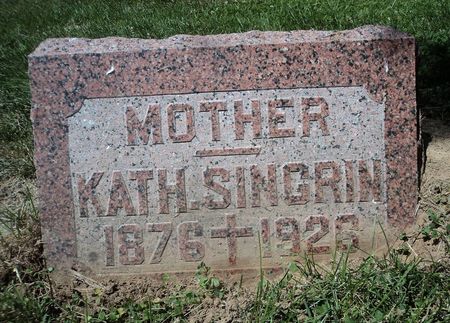 MOTHER
KATH. SINGRIN
1876 † 1926